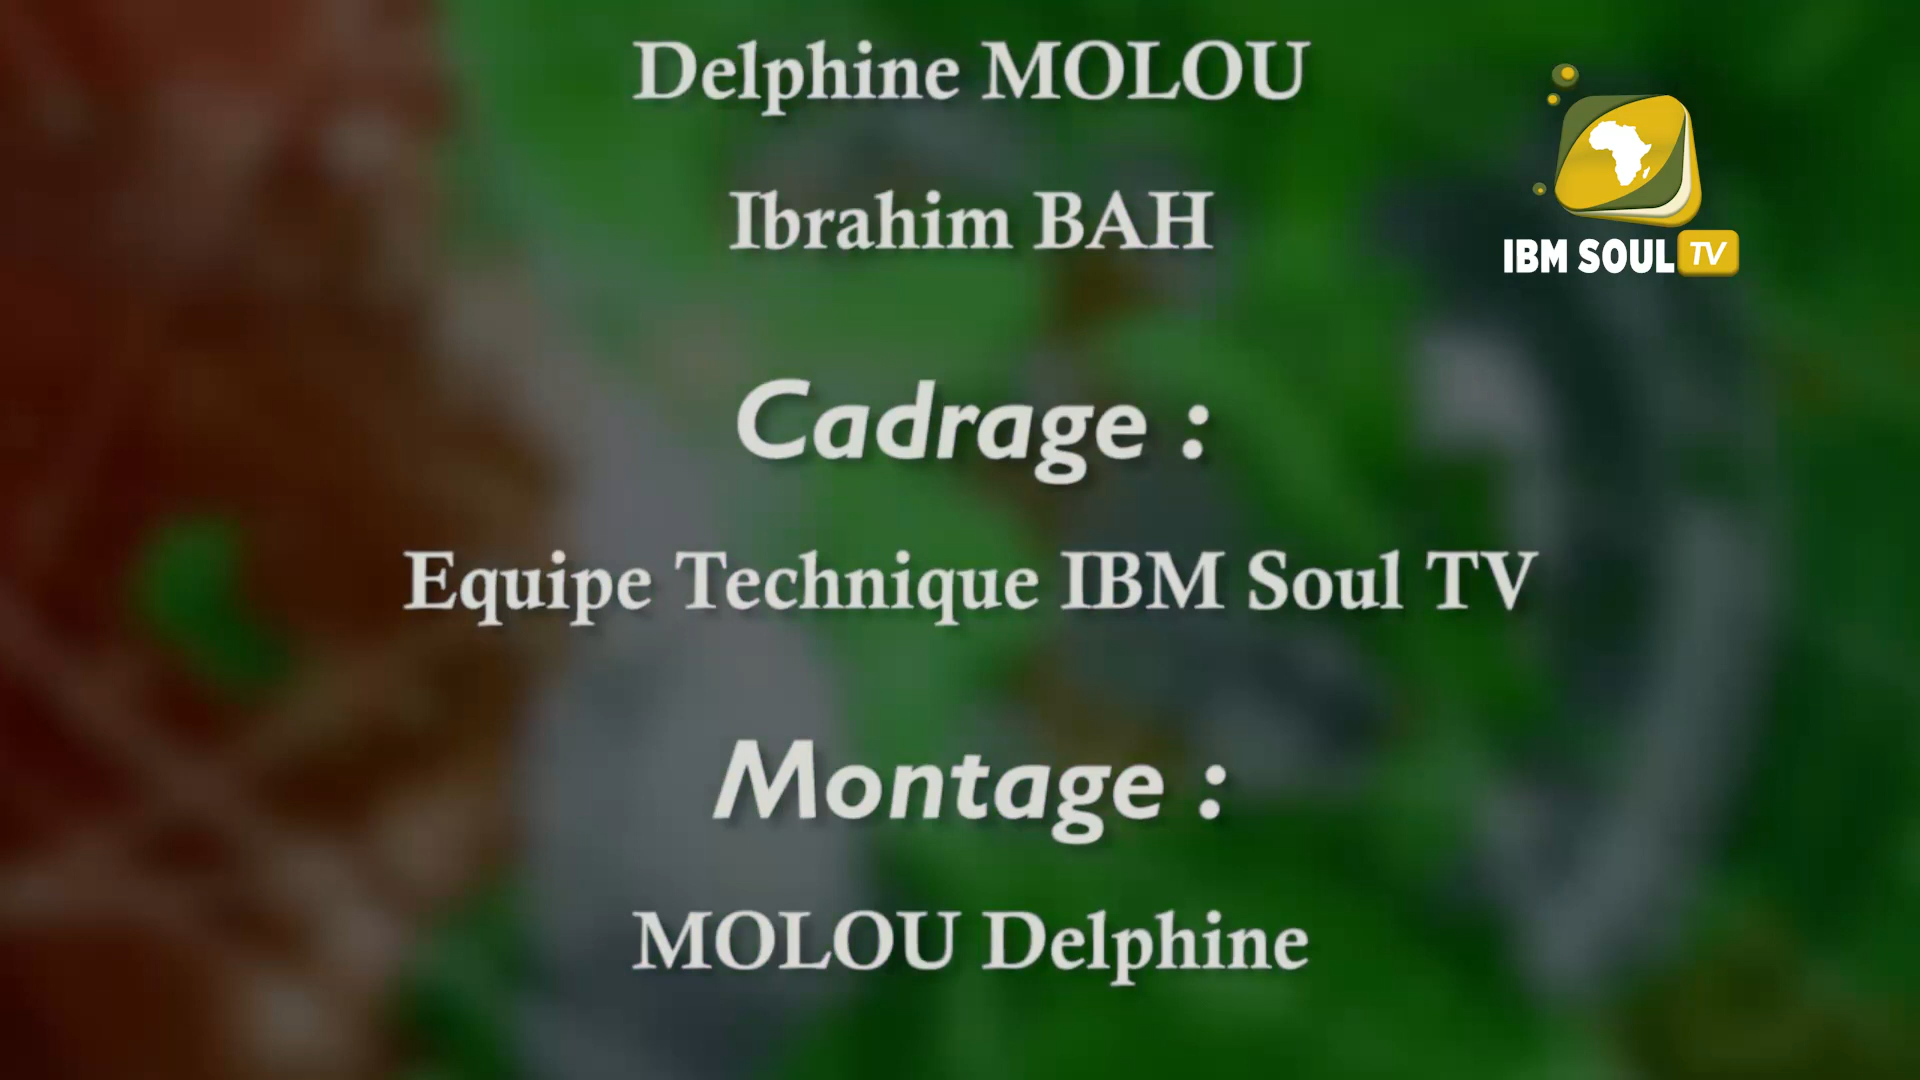 Delphine MOLOU
Ibrahim BAH
IBM SOUL TV
Cadrage :
Equipe Technique IBM Soul TV
Montage :
MOLOU Delphine